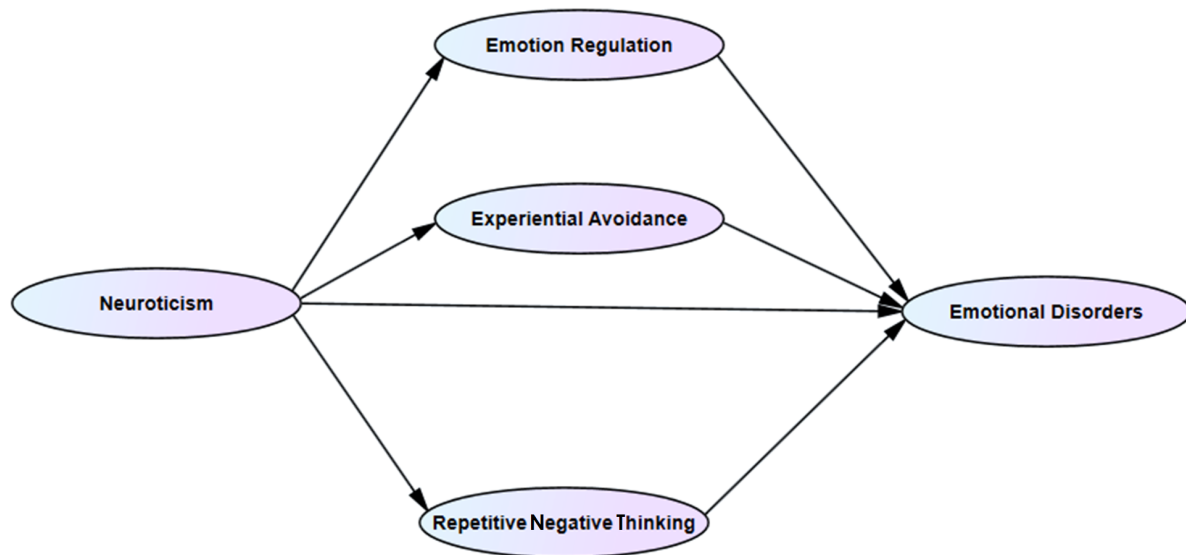 Emotion Regulation
Experiential Avoidance
Neuroticism
Emotional Disorders
Repetitive Negative Thinking